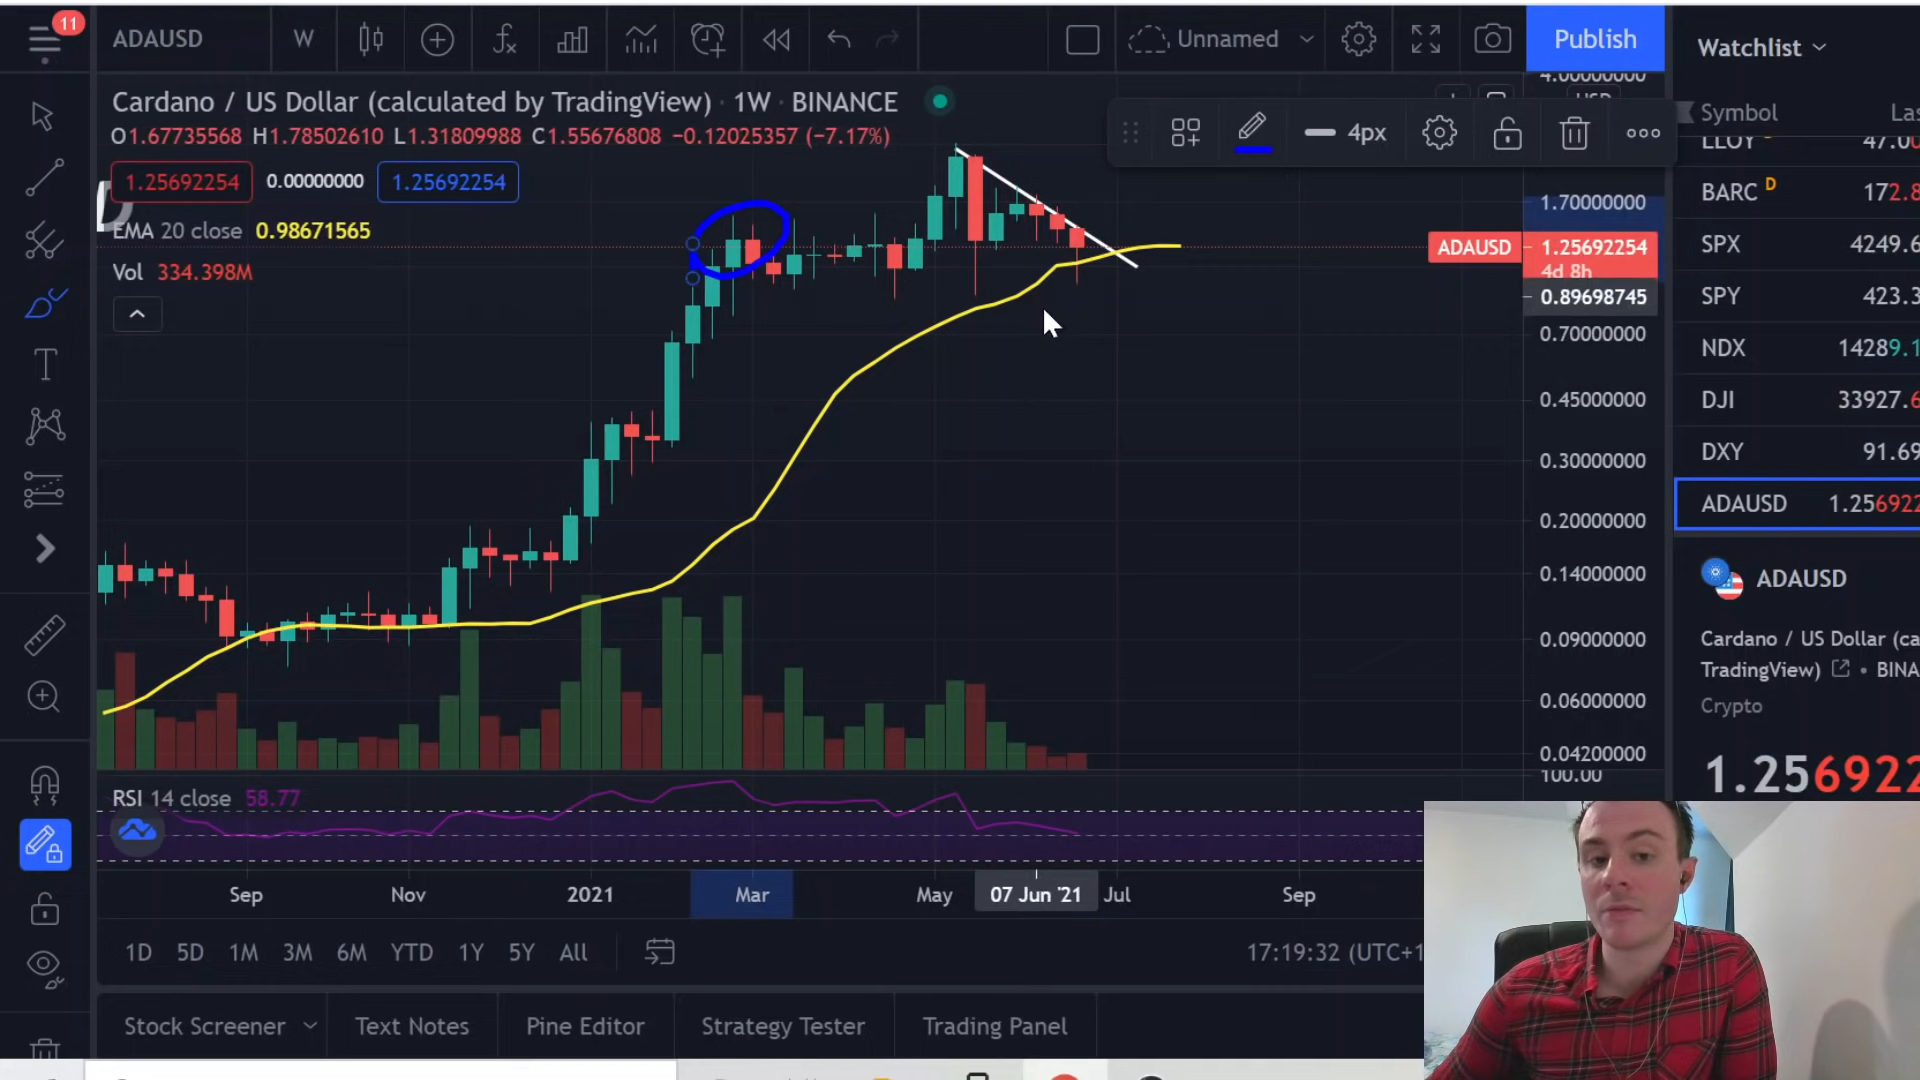 11
ADAUSD
W
Unnamed
Publish
Watchlist
Cardano / US Dollar (calculated by TradingView) · 1W · BINANCE
O1.67735568 H1.78502610 L1.31809988 C1.55676808 −0.12025357 (−7.17%)
1.25692254 0.00000000 1.25692254
EMA 20 close 0.98671565
Vol 334.398M
4px
Symbol
BARC D 172.8
SPX 4249.6
SPY 423.3
NDX 14289.1
DJI 33927.6
DXY 91.69
ADAUSD 1.256922
ADAUSD
Cardano / US Dollar (ca
TradingView) • BINA
Crypto
1.256922
4.00000000
1.70000000
ADAUSD 1.25692254
4d 8h
0.89698745
0.70000000
0.45000000
0.30000000
0.20000000
0.14000000
0.09000000
0.06000000
0.04200000
100.00
RSI 14 close 58.77
Sep Nov 2021 Mar May 07 Jun '21 Jul Sep
1D 5D 1M 3M 6M YTD 1Y 5Y All
17:19:32 (UTC+1
Stock Screener Text Notes Pine Editor Strategy Tester Trading Panel